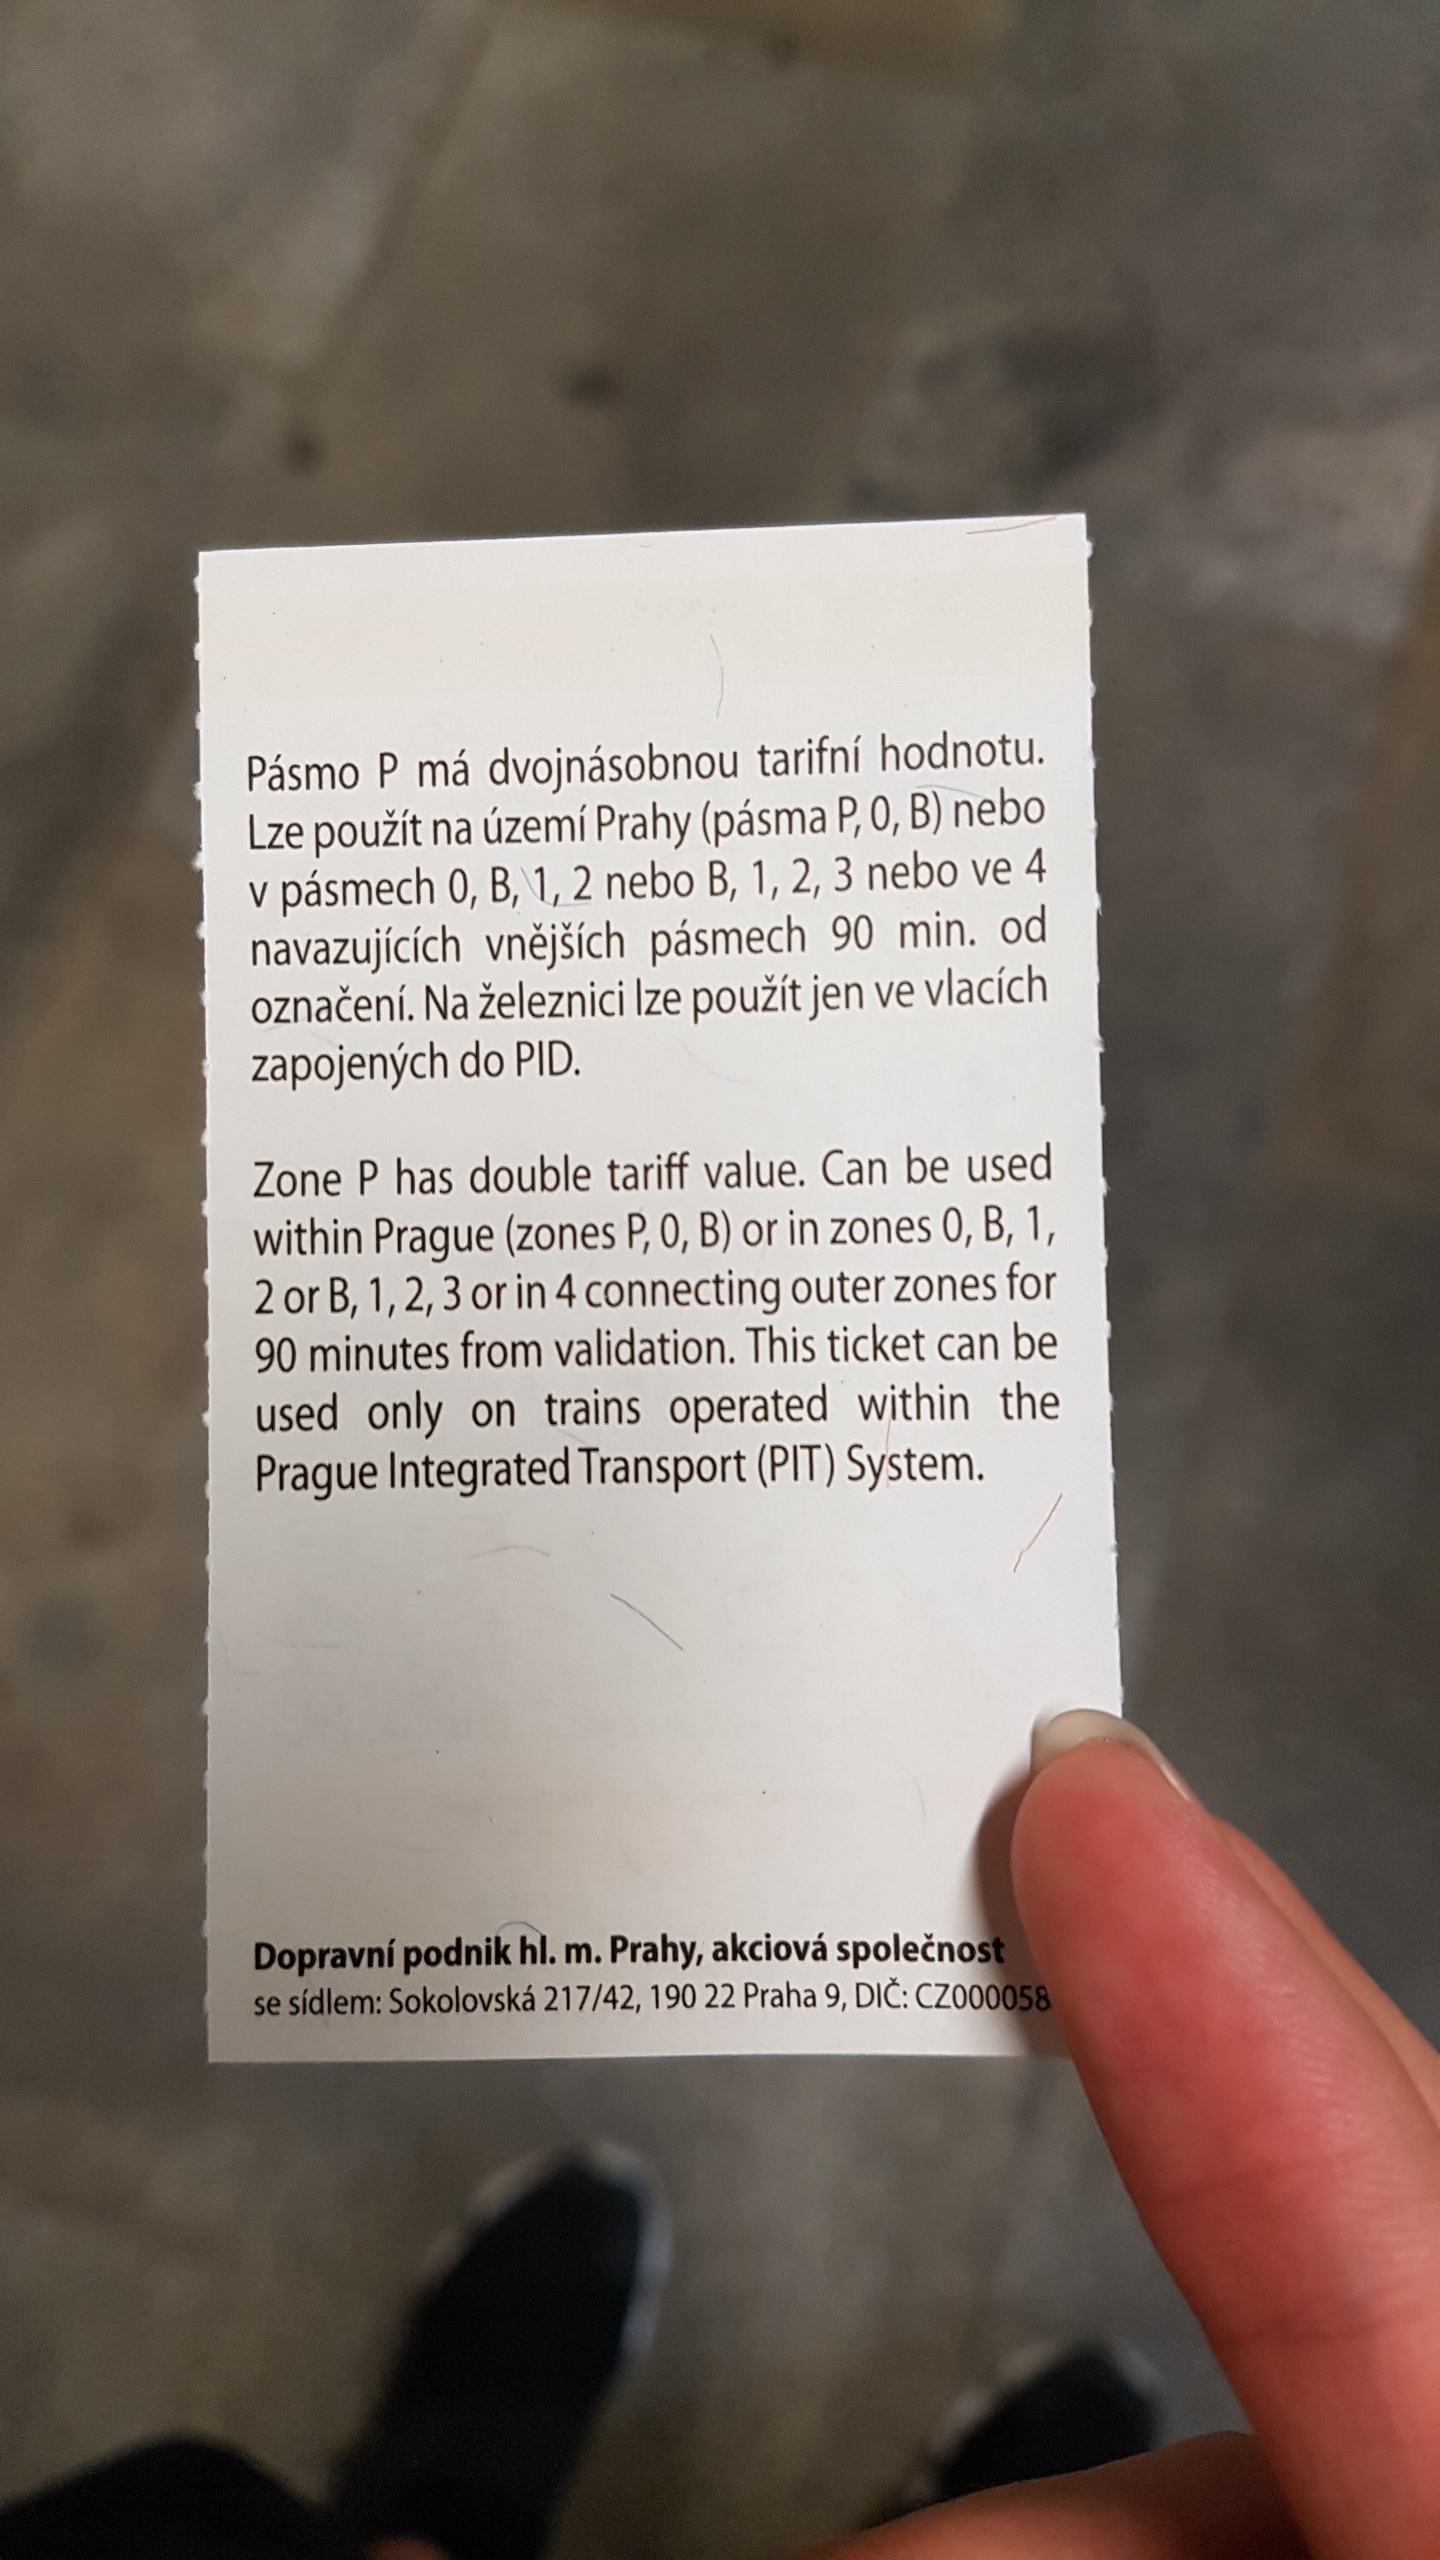 Pásmo P má dvojnásobnou tarifní hodnotu.
Lze použít na území Prahy (pásma P, 0, B) nebo
v pásmech 0, B, 1, 2 nebo B, 1, 2, 3 nebo ve 4
navazujících vnějších pásmech 90 min. od
označení. Na železnici lze použít jen ve vlacích
zapojených do PID.
Zone P has double tariff value. Can be used
within Prague (zones P, 0, B) or in zones 0, B, 1,
2 or B, 1, 2, 3 or in 4 connecting outer zones for
90 minutes from validation. This ticket can be
used only on trains operated within the
Prague Integrated Transport (PIT) System.
Dopravní podnik hl. m. Prahy, akciová společnost
se sídlem: Sokolovská 217/42, 190 22 Praha 9, DIČ: